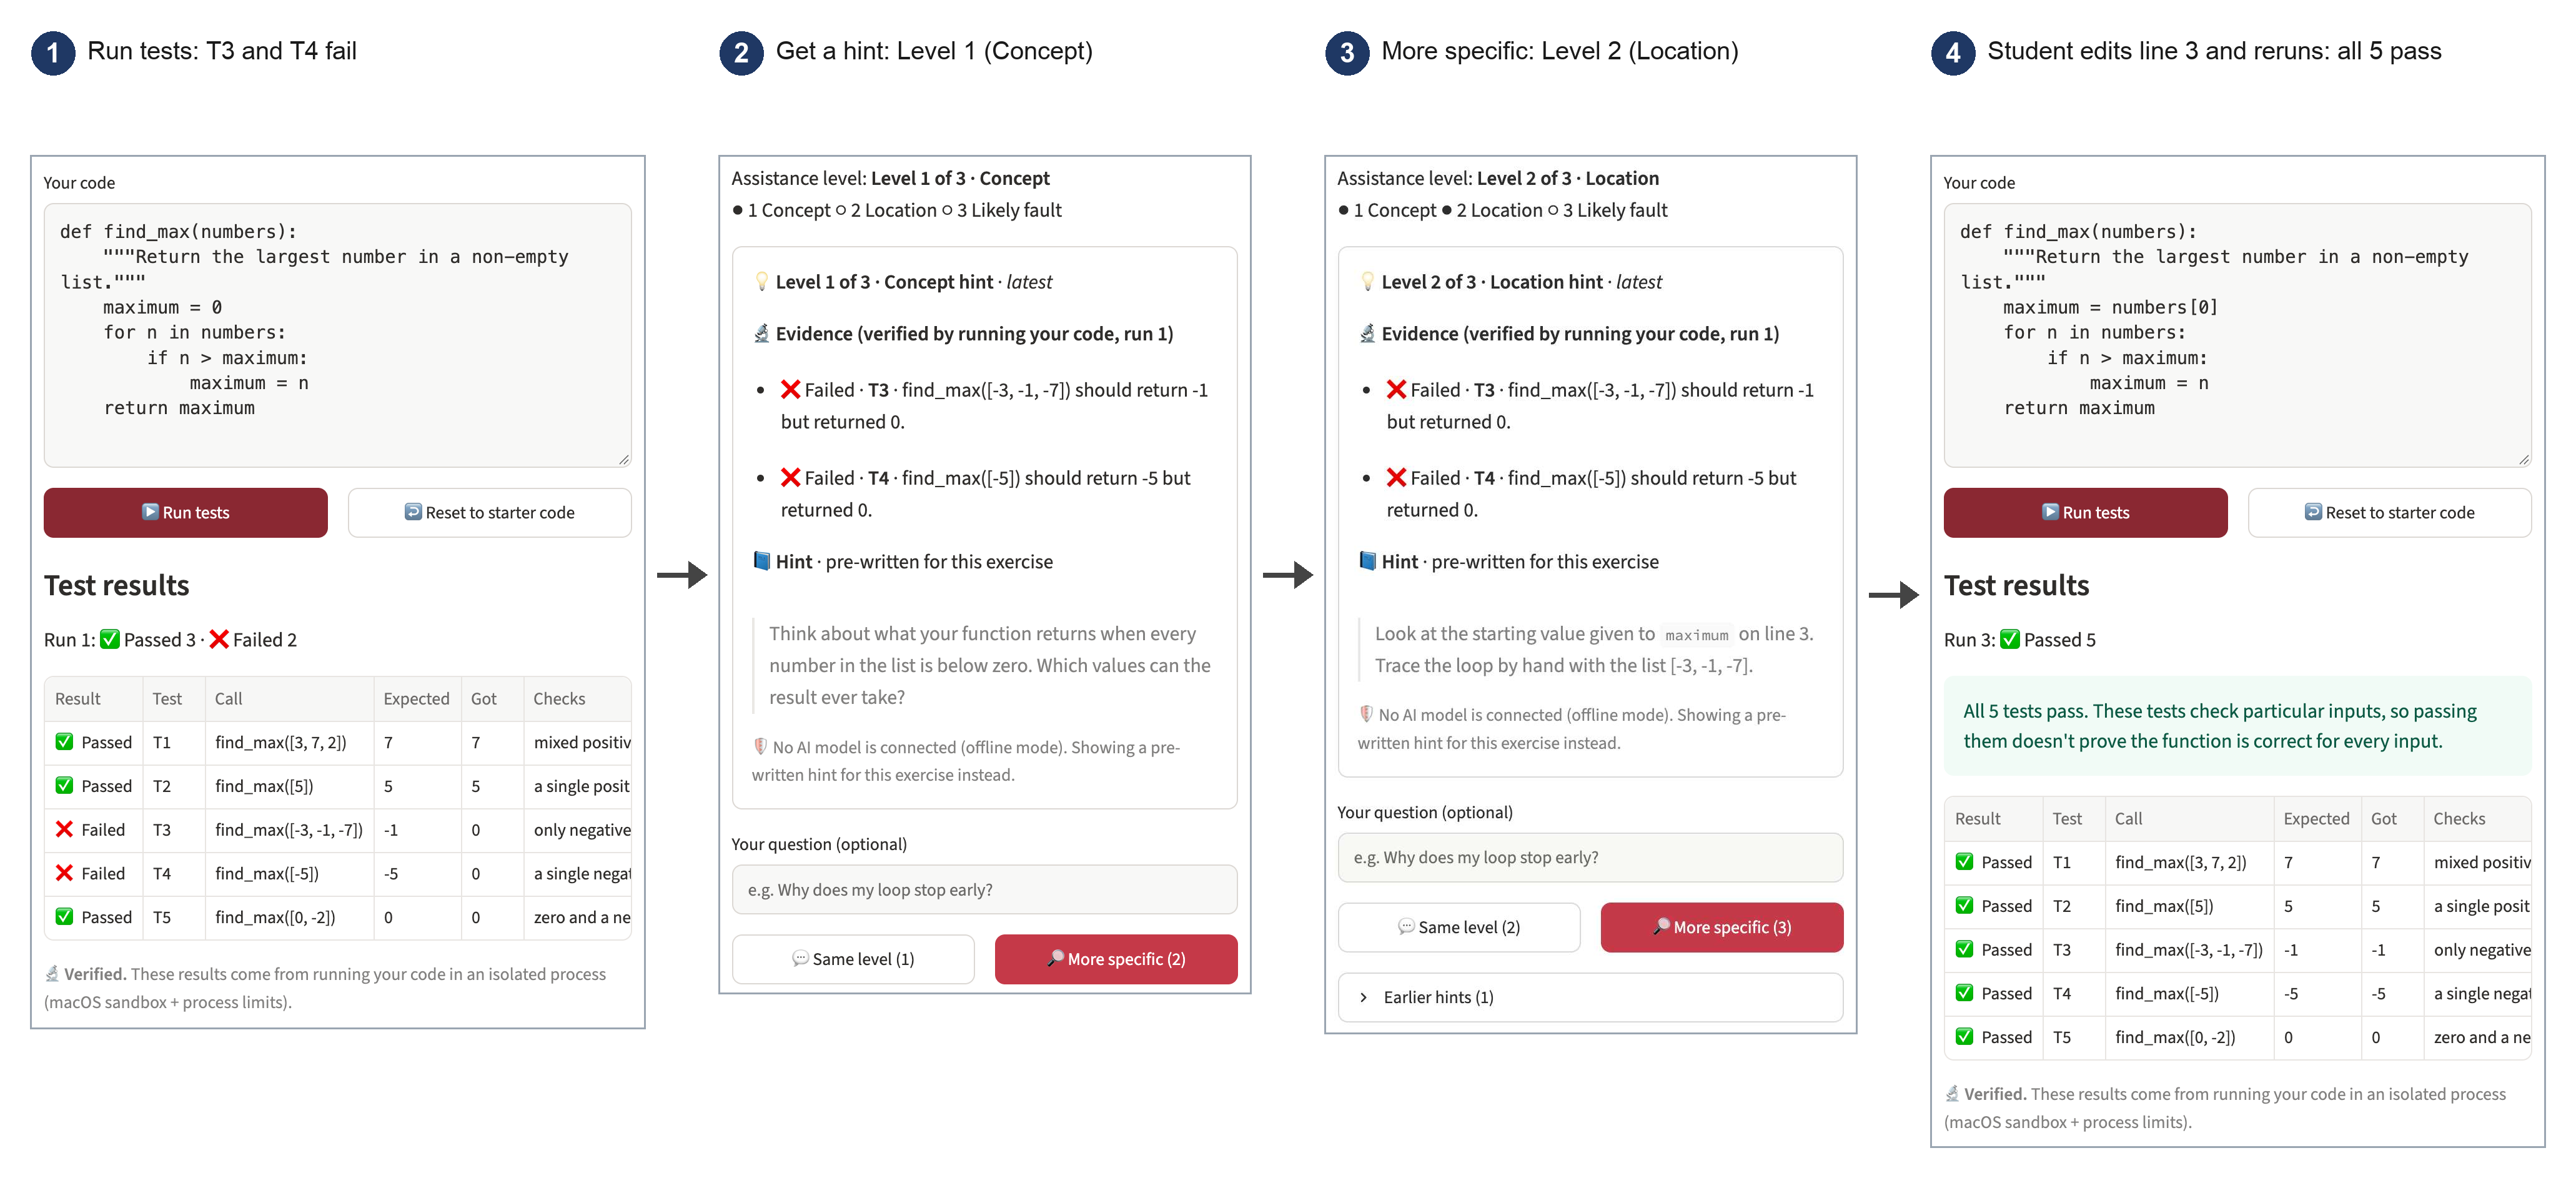 1 Run tests: T3 and T4 fail
Your code
def find_max(numbers):
"""Return the largest number in a non-empty
list."""
maximum = 0
for n in numbers:
if n > maximum:
maximum = n
return maximum
Run tests
Reset to starter code
Test results
Run 1: ✅ Passed 3 · ❌ Failed 2
Result Test Call Expected Got Checks
✅ Passed T1 find_max([3, 7, 2]) 7 7 mixed positiv
✅ Passed T2 find_max([5]) 5 5 a single posit
❌ Failed T3 find_max([-3, -1, -7]) -1 0 only negative
❌ Failed T4 find_max([-5]) -5 0 a single negat
✅ Passed T5 find_max([0, -2]) 0 0 zero and a ne
Verified. These results come from running your code in an isolated process
(macOS sandbox + process limits).
2 Get a hint: Level 1 (Concept)
Assistance level: Level 1 of 3 · Concept
● 1 Concept ○ 2 Location ○ 3 Likely fault
Level 1 of 3 · Concept hint · latest
Evidence (verified by running your code, run 1)
• ❌ Failed · T3 · find_max([-3, -1, -7]) should return -1
but returned 0.
• ❌ Failed · T4 · find_max([-5]) should return -5 but
returned 0.
Hint · pre-written for this exercise
Think about what your function returns when every
number in the list is below zero. Which values can the
result ever take?
No AI model is connected (offline mode). Showing a pre-
written hint for this exercise instead.
Your question (optional)
e.g. Why does my loop stop early?
Same level (1)
More specific (2)
3 More specific: Level 2 (Location)
Assistance level: Level 2 of 3 · Location
● 1 Concept ● 2 Location ○ 3 Likely fault
Level 2 of 3 · Location hint · latest
Evidence (verified by running your code, run 1)
• ❌ Failed · T3 · find_max([-3, -1, -7]) should return -1
but returned 0.
• ❌ Failed · T4 · find_max([-5]) should return -5 but
returned 0.
Hint · pre-written for this exercise
Look at the starting value given to maximum on line 3.
Trace the loop by hand with the list [-3, -1, -7].
No AI model is connected (offline mode). Showing a pre-
written hint for this exercise instead.
Your question (optional)
e.g. Why does my loop stop early?
Same level (2)
More specific (3)
Earlier hints (1)
4 Student edits line 3 and reruns: all 5 pass
Your code
def find_max(numbers):
"""Return the largest number in a non-empty
list."""
maximum = numbers[0]
for n in numbers:
if n > maximum:
maximum = n
return maximum
Run tests
Reset to starter code
Test results
Run 3: ✅ Passed 5
All 5 tests pass. These tests check particular inputs, so passing
them doesn't prove the function is correct for every input.
Result Test Call Expected Got Checks
✅ Passed T1 find_max([3, 7, 2]) 7 7 mixed positiv
✅ Passed T2 find_max([5]) 5 5 a single posit
✅ Passed T3 find_max([-3, -1, -7]) -1 -1 only negative
✅ Passed T4 find_max([-5]) -5 -5 a single negat
✅ Passed T5 find_max([0, -2]) 0 0 zero and a ne
Verified. These results come from running your code in an isolated process
(macOS sandbox + process limits).